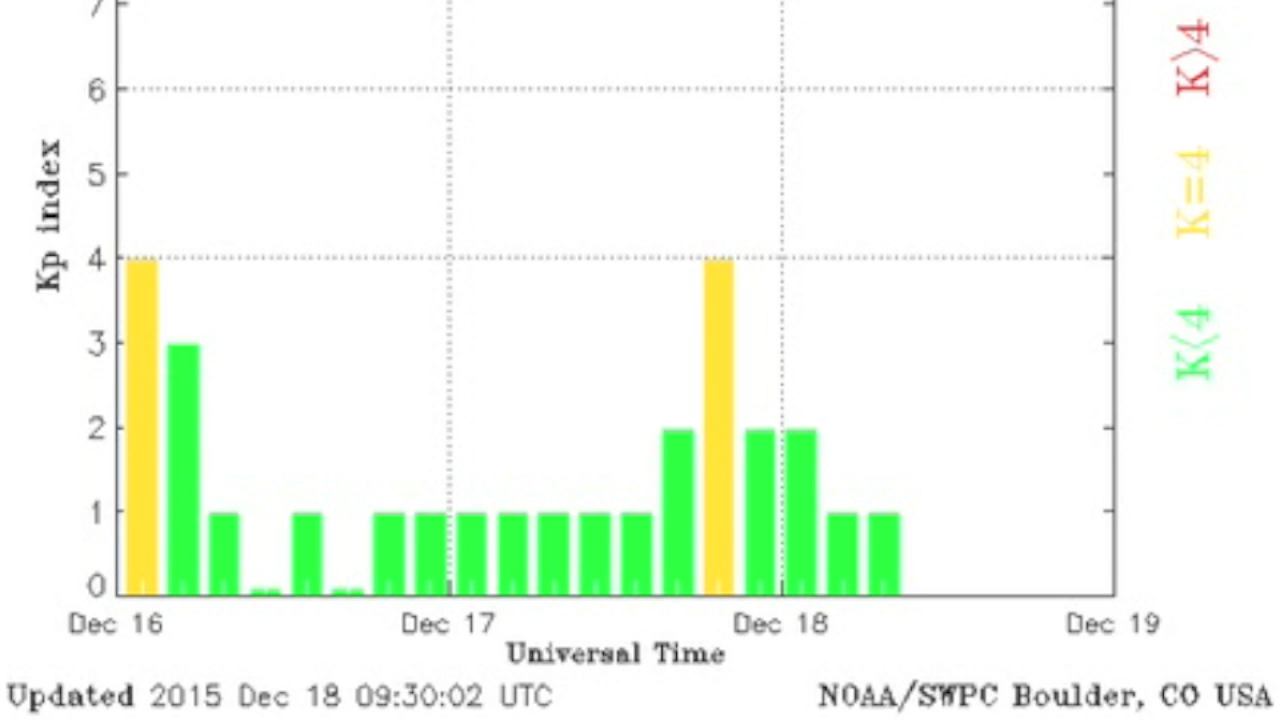 7
6
5
4
3
2
1
0
Kp index
K>4
K=4
K<4
Dec 16 Dec 17 Dec 18 Dec 19
Universal Time
Updated 2015 Dec 18 09:30:02 UTC NOAA/SWPC Boulder, CO USA